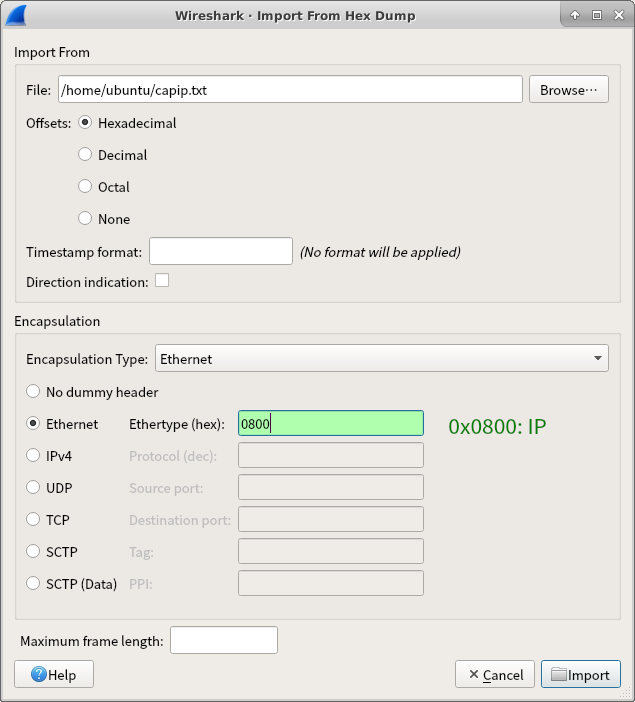 Wireshark · Import From Hex Dump
Import From
File: /home/ubuntu/capip.txt Browse…
Offsets: Hexadecimal
Decimal
Octal
None
Timestamp format: (No format will be applied)
Direction indication:
Encapsulation
Encapsulation Type: Ethernet
No dummy header
Ethernet Ethertype (hex): 0800 0x0800: IP
IPv4 Protocol (dec):
UDP Source port:
TCP Destination port:
SCTP Tag:
SCTP (Data) PPI:
Maximum frame length:
Help Cancel Import